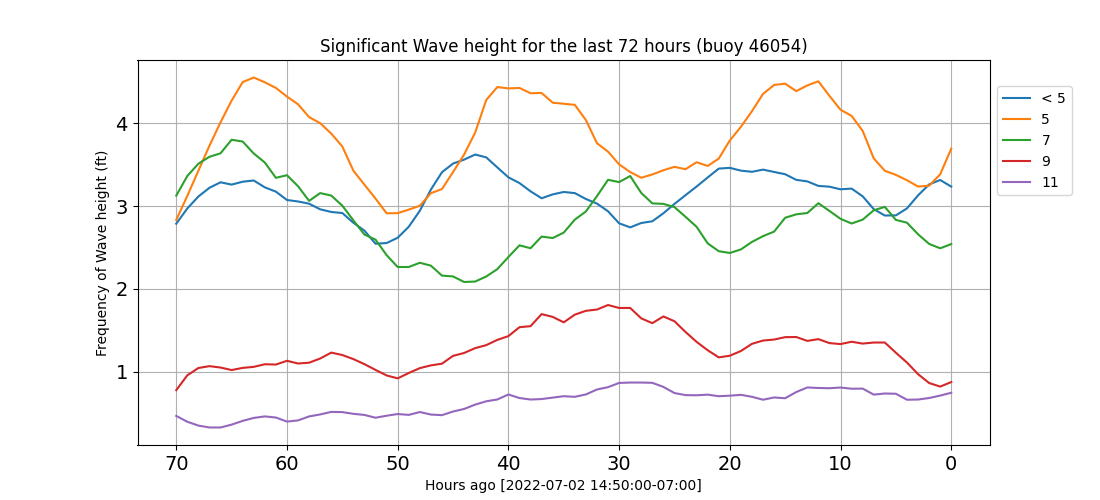 Significant Wave height for the last 72 hours (buoy 46054)
Frequency of Wave height (ft)
4
3
2
1
70 60 50 40 30 20 10 0
Hours ago [2022-07-02 14:50:00-07:00]
< 5
5
7
9
11